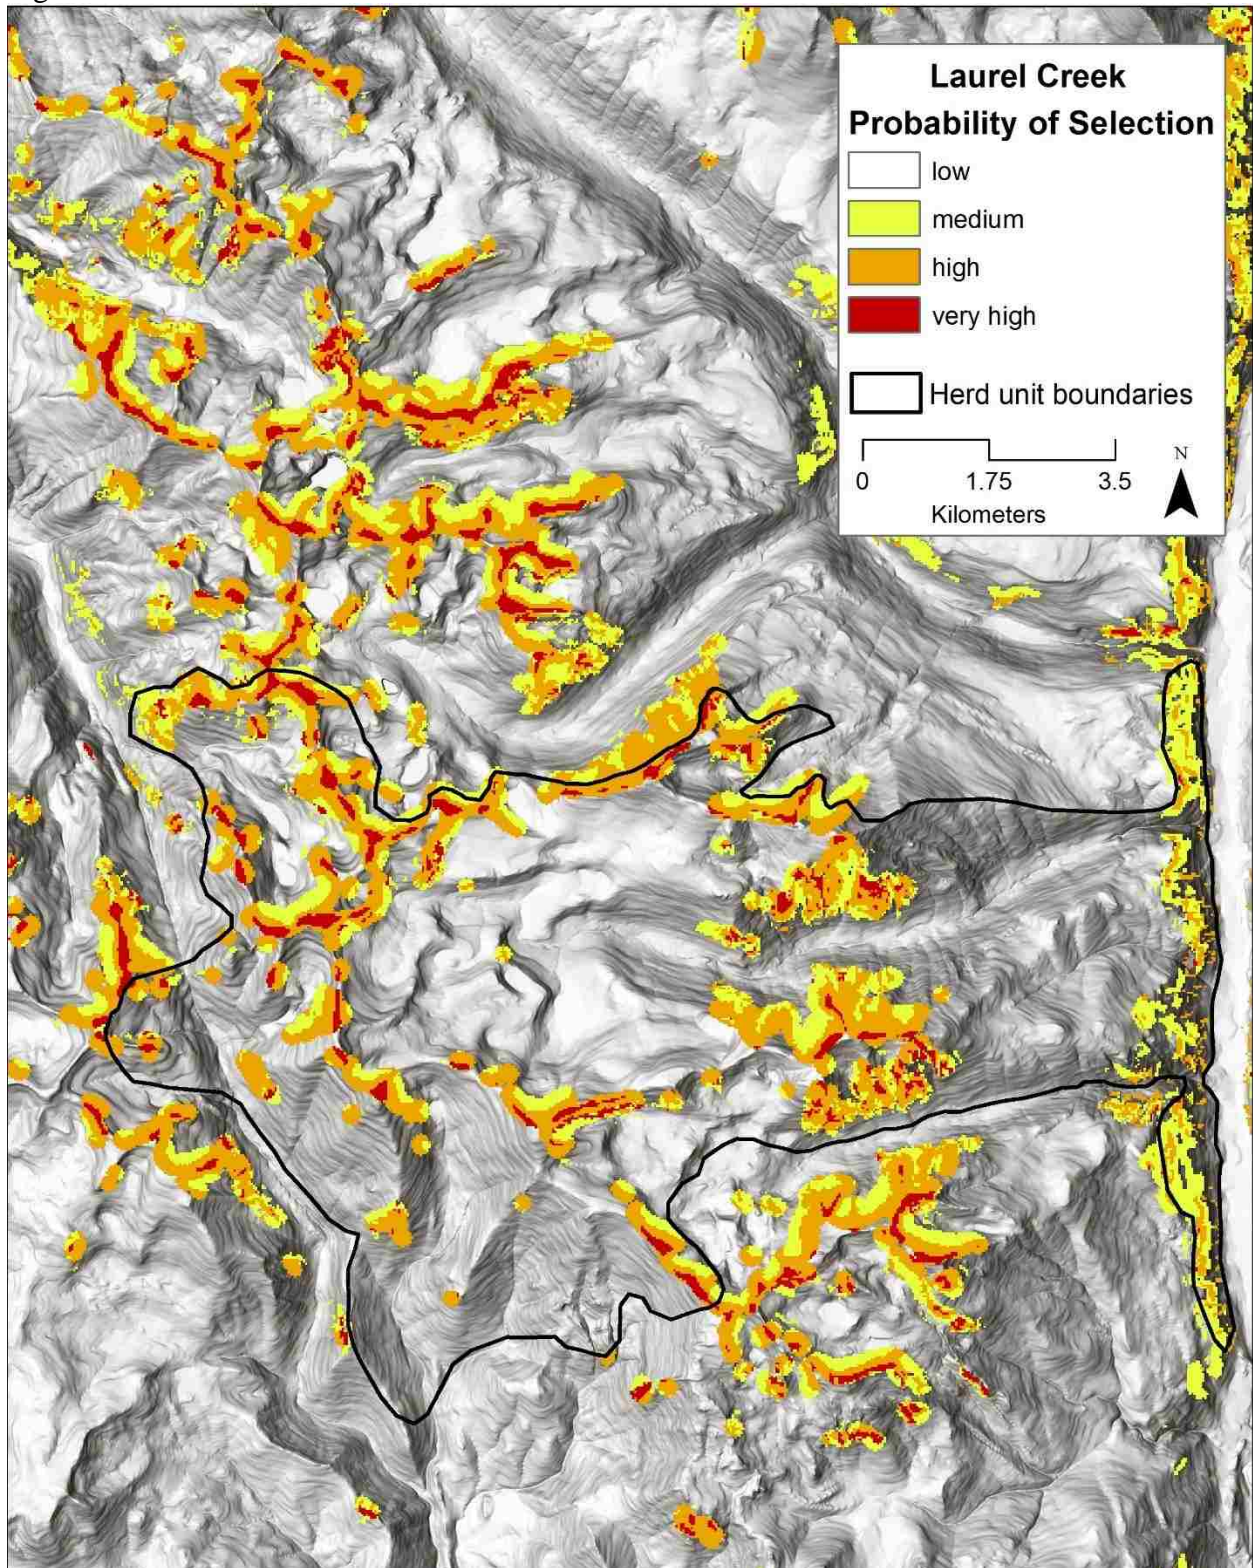 Laurel Creek
Probability of Selection
low
medium
high
very high
Herd unit boundaries
N
0 1.75 3.5
Kilometers